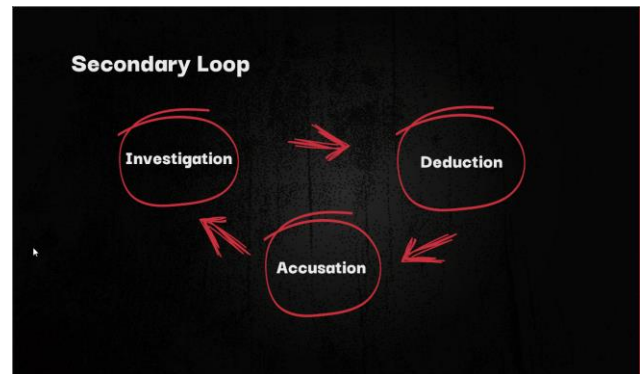 Secondary Loop
Investigation
Deduction
Accusation